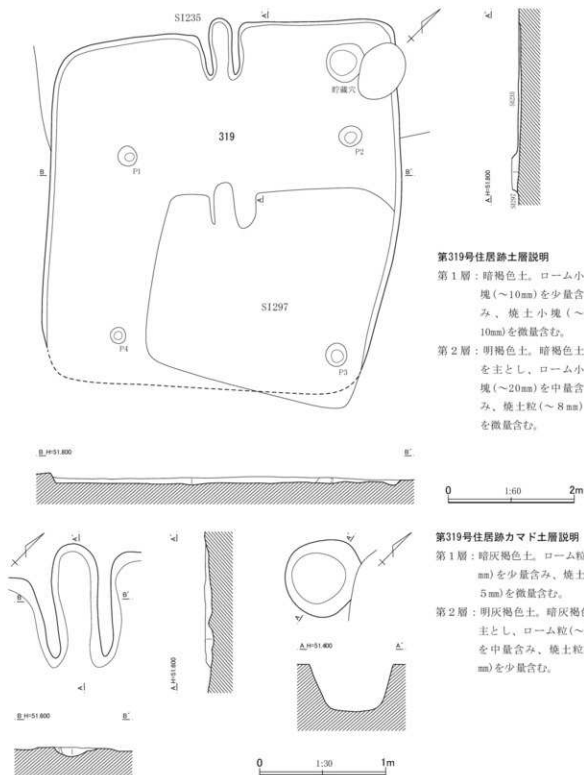 SI235
A'
A'
貯蔵穴
319
P2
P1
B
B'
A
SI235
A H=51.800
SI297
SI297
P4
P3
第319号住居跡土層説明
第1層：暗褐色土。ローム小
塊(～10mm)を少量含
み、焼土小塊(～
10mm)を微量含む。
第2層：明褐色土。暗褐色土
を主とし、ローム小
塊(～20mm)を中量含
み、焼土粒(～8mm)
を微量含む。
B H=51.800
B'
0 1:60 2m
第319号住居跡カマド土層説明
第1層：暗灰褐色土。ローム粒
mm)を少量含み、焼土
5mm)を微量含む。
第2層：明灰褐色土。暗灰褐色
主とし、ローム粒(～
を中量含み、焼土粒
mm)を少量含む。
A'
A'
B
B'
A
A H=51.800
A'
A
A H=51.400
A'
B H=51.800
B'
0 1:30 1m